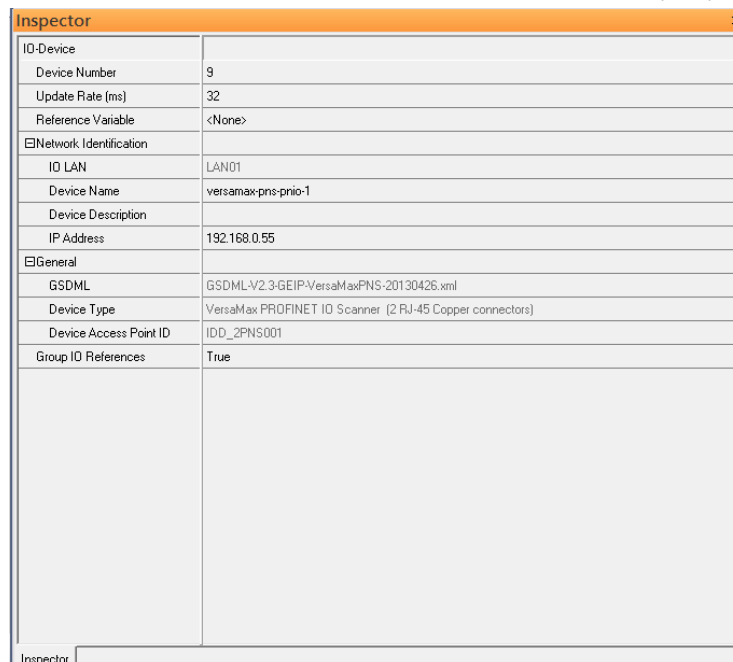 Inspector
IO-Device
Device Number 9
Update Rate (ms) 32
Reference Variable <None>
Network Identification
IO LAN LAN01
Device Name versamax-pns-pnio-1
Device Description
IP Address 192.168.0.55
General
GSDML GSDML-V2.3-GEIP-VersaMaxPNS-20130426.xml
Device Type VersaMax PROFINET IO Scanner (2 RJ-45 Copper connectors)
Device Access Point ID IDD_2PNS001
Group IO References True
Inspector